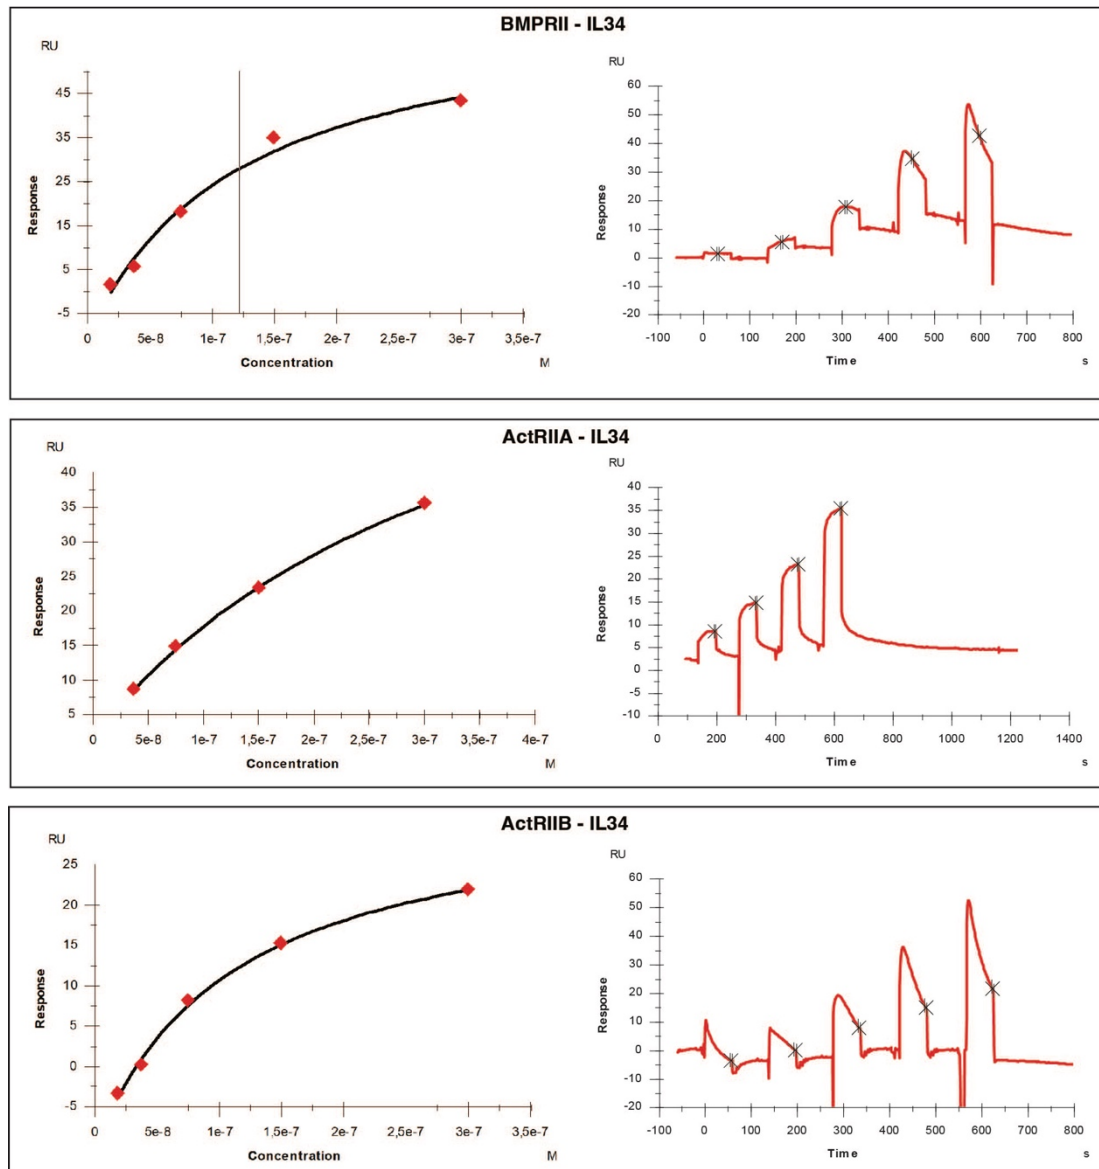 BMPRII - IL34
RU
45
35
25
15
5
-5
Response
0 5e-8 1e-7 1,5e-7 2e-7 2,5e-7 3e-7 3,5e-7
Concentration M
RU
60
50
40
30
20
10
0
-10
-20
Response
-100 0 100 200 300 400 500 600 700 800
Time s
ActRIIA - IL34
RU
40
35
30
25
20
15
10
5
Response
0 5e-8 1e-7 1,5e-7 2e-7 2,5e-7 3e-7 3,5e-7 4e-7
Concentration M
RU
40
35
30
25
20
15
10
5
0
-5
-10
Response
0 200 400 600 800 1000 1200 1400
Time s
ActRIIB - IL34
RU
25
20
15
10
5
0
-5
Response
0 5e-8 1e-7 1,5e-7 2e-7 2,5e-7 3e-7 3,5e-7
Concentration M
RU
60
50
40
30
20
10
0
-10
-20
Response
-100 0 100 200 300 400 500 600 700 800
Time s